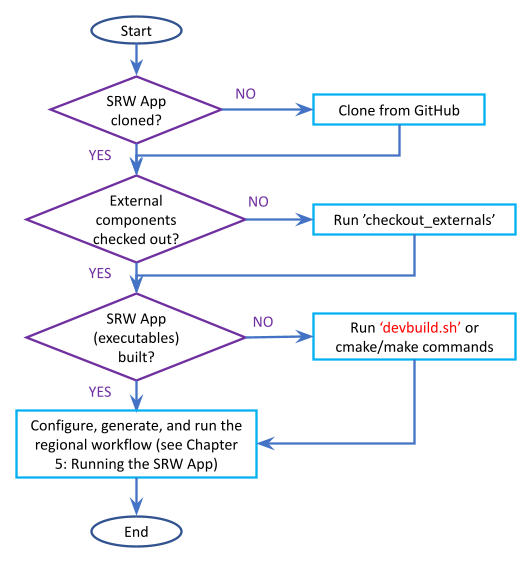 Start
SRW App
cloned?
NO
Clone from GitHub
YES
External
components
checked out?
NO
Run ’checkout_externals’
YES
SRW App
(executables)
built?
NO
Run ‘devbuild.sh’ or
cmake/make commands
YES
Configure, generate, and run the
regional workflow (see Chapter
5: Running the SRW App)
End